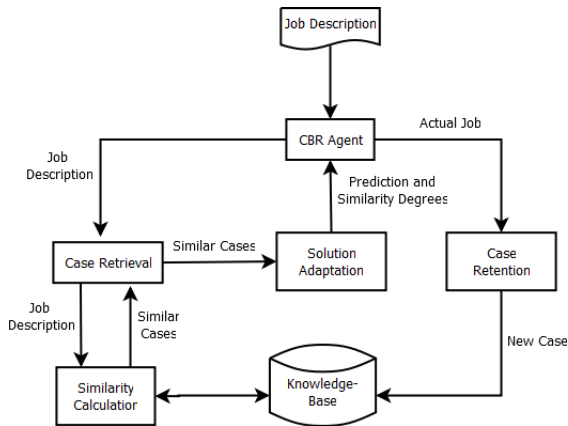 Job Description
CBR Agent
Actual Job
Job
Description
Prediction and
Similarity Degrees
Similar Cases
Case Retrieval
Solution
Adaptation
Case
Retention
Job
Description
Similar
Cases
New Case
Similarity
Calculation
Knowledge-
Base